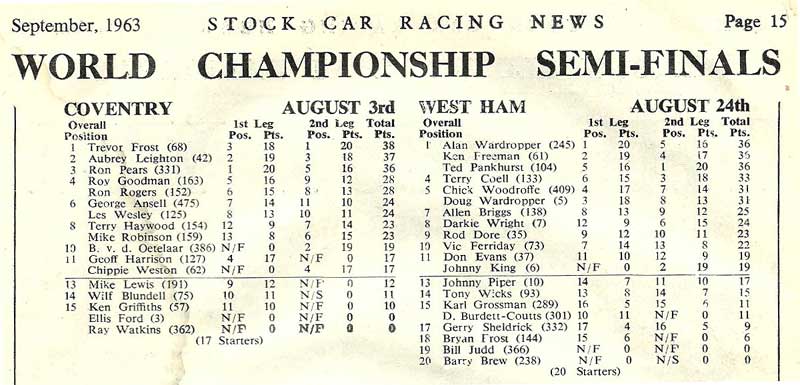 September, 1963 STOCK CAR RACING NEWS Page 15
WORLD CHAMPIONSHIP SEMI-FINALS
COVENTRY AUGUST 3rd
Overall 1st Leg 2nd Leg Total
Position Pos. Pts. Pos. Pts. Pts.
1 Trevor Frost (68) 3 18 1 20 38
2 Aubrey Leighton (42) 2 19 3 18 37
3 Ron Pears (331) 1 20 5 16 36
4 Roy Goodman (163) 5 16 9 12 28
Ron Rogers (152) 6 15 8 13 28
6 George Ansell (475) 7 14 11 10 24
Les Wesley (125) 8 13 10 11 24
8 Terry Haywood (154) 12 9 7 14 23
Mike Robinson (159) 13 8 6 15 23
10 B. v. d. Oetelaar (386) N/F 0 2 19 19
11 Geoff Harrison (127) 4 17 N/F 0 17
Chippie Weston (62) N/F 0 4 17 17
13 Mike Lewis (191) 9 12 N/F 0 12
14 Wilf Blundell (75) 10 11 N/S 0 11
15 Ken Griffiths (57) 11 10 N/F 0 10
Ellis Ford (3) N/F 0 N/F 0 0
Ray Watkins (362) N/F 0 N/F 0 0
(17 Starters)
WEST HAM AUGUST 24th
Overall 1st Leg 2nd Leg Total
Position Pos. Pts. Pos. Pts. Pts.
1 Alan Wardropper (245) 1 20 5 16 36
Ken Freeman (61) 2 19 4 17 36
Ted Pankhurst (104) 5 16 1 20 36
4 Terry Coell (133) 6 15 3 18 33
5 Chick Woodroffe (409) 4 17 7 14 31
Doug Wardropper (5) 3 18 8 13 31
7 Allen Briggs (138) 8 13 9 12 25
8 Darkie Wright (7) 12 9 6 15 24
9 Rod Dore (35) 9 12 10 11 23
10 Vic Ferriday (73) 7 14 13 8 22
11 Don Evans (37) 11 10 12 9 19
Johnny King (6) N/F 0 2 19 19
13 Johnny Piper (10) 14 7 11 10 17
14 Tony Wicks (93) 13 8 14 7 15
15 Karl Grossman (289) 16 5 15 6 11
D. Burdett-Coutts (301) 10 11 N/F 0 11
17 Gerry Sheldrick (332) 17 4 16 5 9
18 Bryan Frost (144) 15 6 N/F 0 6
19 Bill Judd (366) N/F 0 N/F 0 0
20 Barry Brew (238) N/F 0 N/S 0 0
(20 Starters)